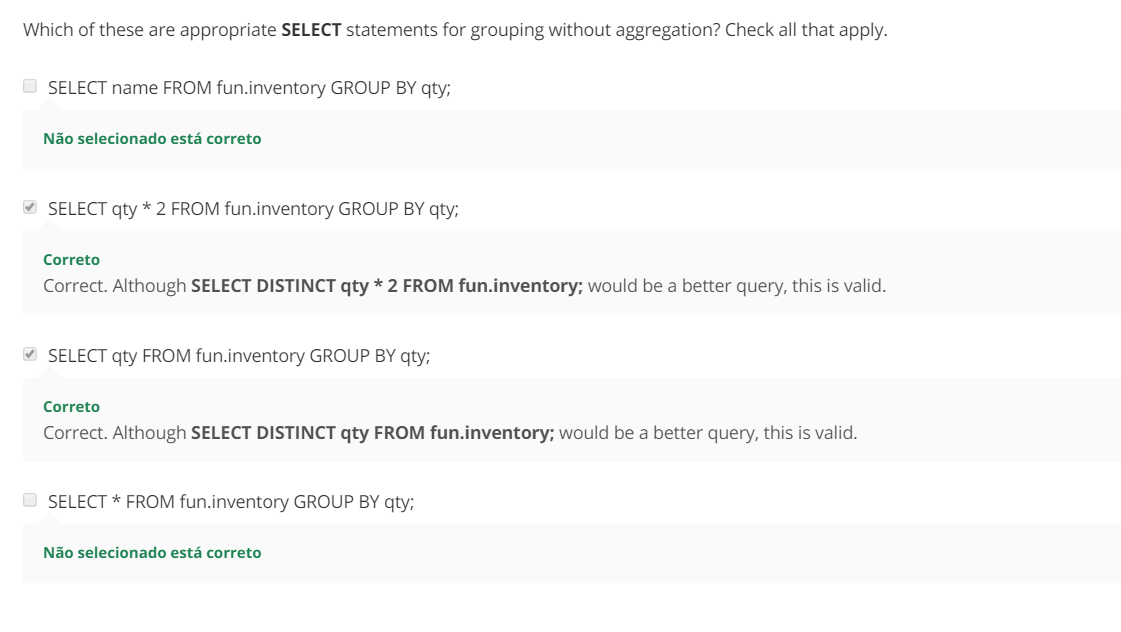 Which of these are appropriate SELECT statements for grouping without aggregation? Check all that apply.
SELECT name FROM fun.inventory GROUP BY qty;
Não selecionado está correto
SELECT qty * 2 FROM fun.inventory GROUP BY qty;
Correto
Correct. Although SELECT DISTINCT qty * 2 FROM fun.inventory; would be a better query, this is valid.
SELECT qty FROM fun.inventory GROUP BY qty;
Correto
Correct. Although SELECT DISTINCT qty FROM fun.inventory; would be a better query, this is valid.
SELECT * FROM fun.inventory GROUP BY qty;
Não selecionado está correto